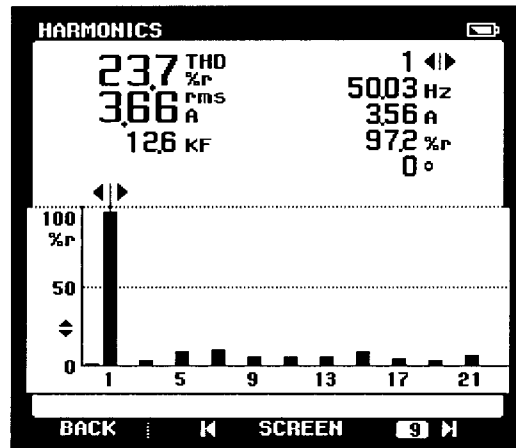 HARMONICS
23.7 THD %r
3.66 rms A
12.6 KF
1
50.03 Hz
3.56 A
97.2 %r
0 °
100
%r
50
0
1 5 9 13 17 21
BACK SCREEN 9